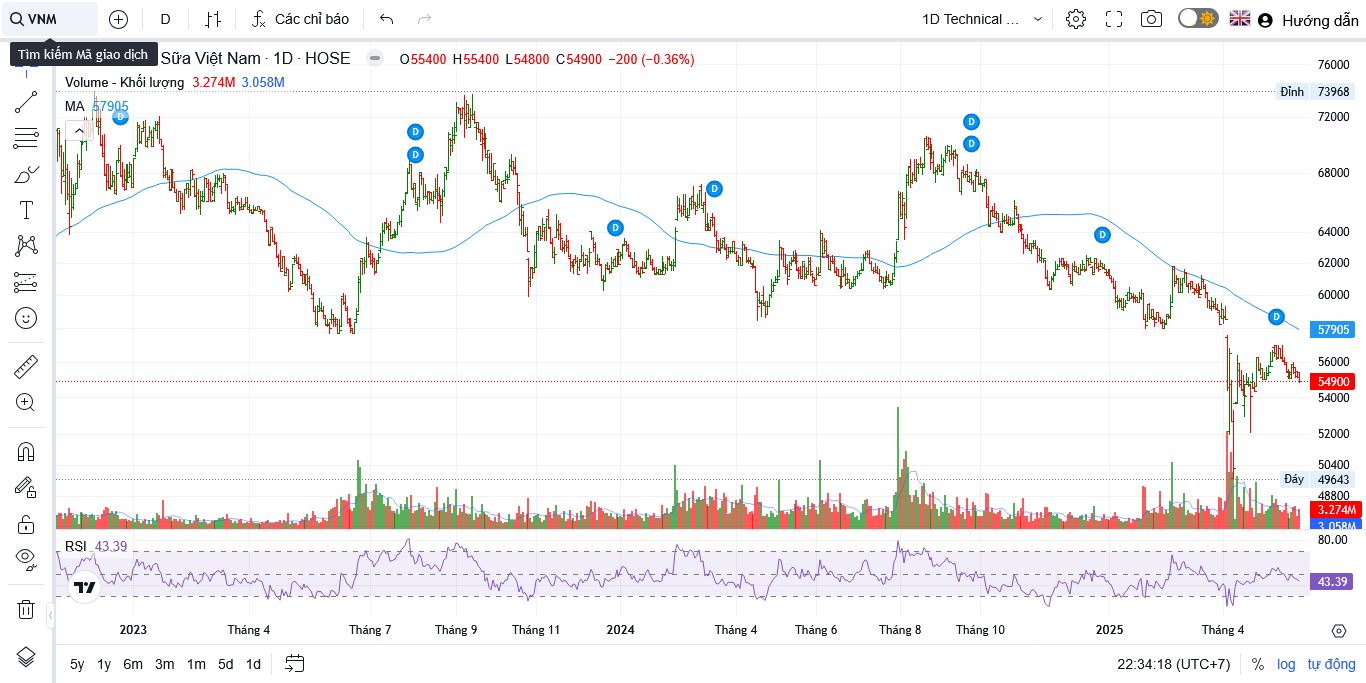 VNM D Các chỉ báo 1D Technical ... Hướng dẫn
Tìm kiếm Mã giao dịch
Sữa Việt Nam · 1D · HOSE O55400 H55400 L54800 C54900 −200 (−0.36%)
Volume - Khối lượng 3.274M 3.058M
MA 57905
D
D
D
D
D
D
D
D
D
76000
Đỉnh 73968
72000
68000
64000
62000
60000
57905
56000
54900
54000
52000
50400
Đáy 49643
48800
3.274M
3.058M
RSI 43.39
80.00
43.39
2023 Tháng 4 Tháng 7 Tháng 9 Tháng 11 2024 Tháng 4 Tháng 6 Tháng 8 Tháng 10 2025 Tháng 4
5y 1y 6m 3m 1m 5d 1d 22:34:18 (UTC+7) % log tự động